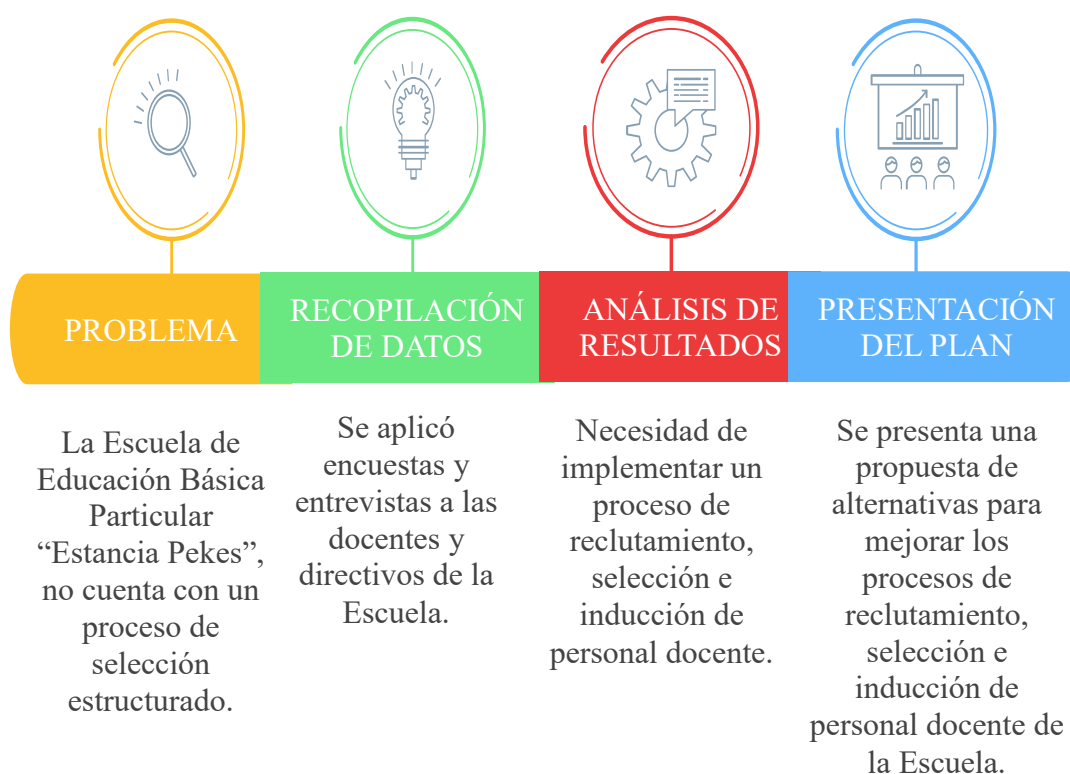 PROBLEMA
La Escuela de
Educación Básica
Particular
“Estancia Pekes”,
no cuenta con un
proceso de
selección
estructurado.
RECOPILACIÓN
DE DATOS
Se aplicó
encuestas y
entrevistas a las
docentes y
directivos de la
Escuela.
ANÁLISIS DE
RESULTADOS
Necesidad de
implementar un
proceso de
reclutamiento,
selección e
inducción de
personal docente.
PRESENTACIÓN
DEL PLAN
Se presenta una
propuesta de
alternativas para
mejorar los
procesos de
reclutamiento,
selección e
inducción de
personal docente de
la Escuela.